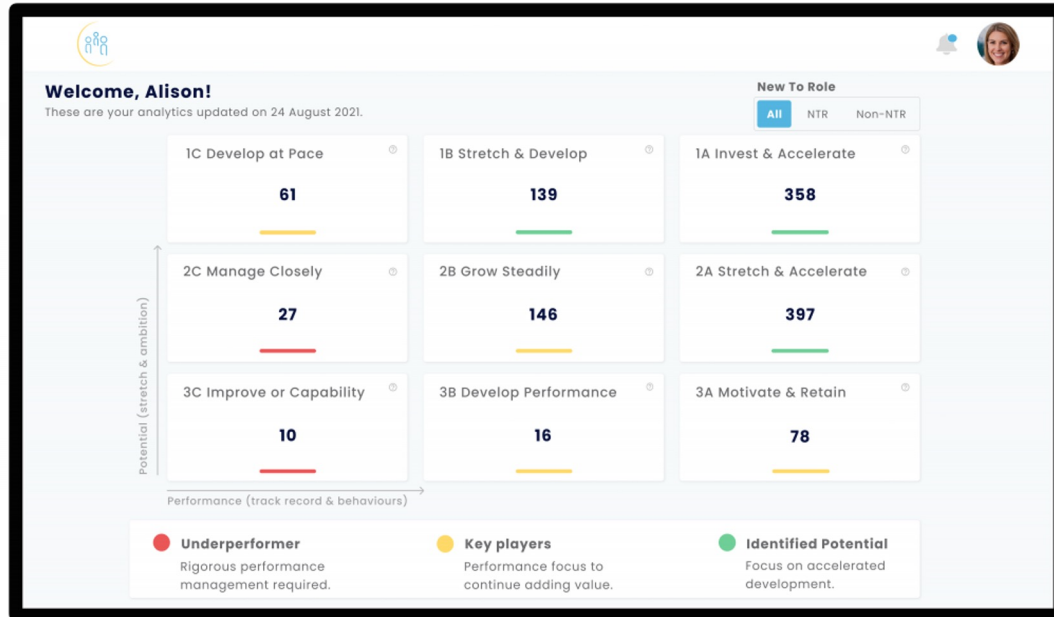 Welcome, Alison!
These are your analytics updated on 24 August 2021.
New To Role
All NTR Non-NTR
1C Develop at Pace
61
1B Stretch & Develop
139
1A Invest & Accelerate
358
2C Manage Closely
27
2B Grow Steadily
146
2A Stretch & Accelerate
397
3C Improve or Capability
10
3B Develop Performance
16
3A Motivate & Retain
78
Potential (stretch & ambition)
Performance (track record & behaviours)
Underperformer
Rigorous performance
management required.
Key players
Performance focus to
continue adding value.
Identified Potential
Focus on accelerated
development.